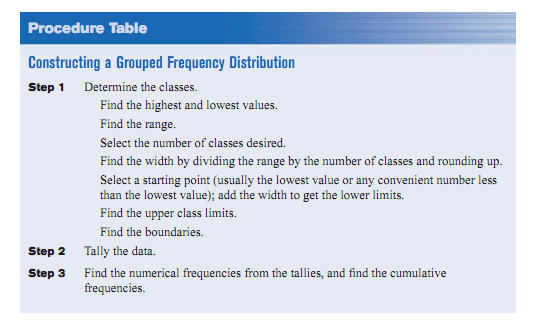 Procedure Table
Constructing a Grouped Frequency Distribution
Step 1 Determine the classes.
Find the highest and lowest values.
Find the range.
Select the number of classes desired.
Find the width by dividing the range by the number of classes and rounding up.
Select a starting point (usually the lowest value or any convenient number less
than the lowest value); add the width to get the lower limits.
Find the upper class limits.
Find the boundaries.
Step 2 Tally the data.
Step 3 Find the numerical frequencies from the tallies, and find the cumulative
frequencies.